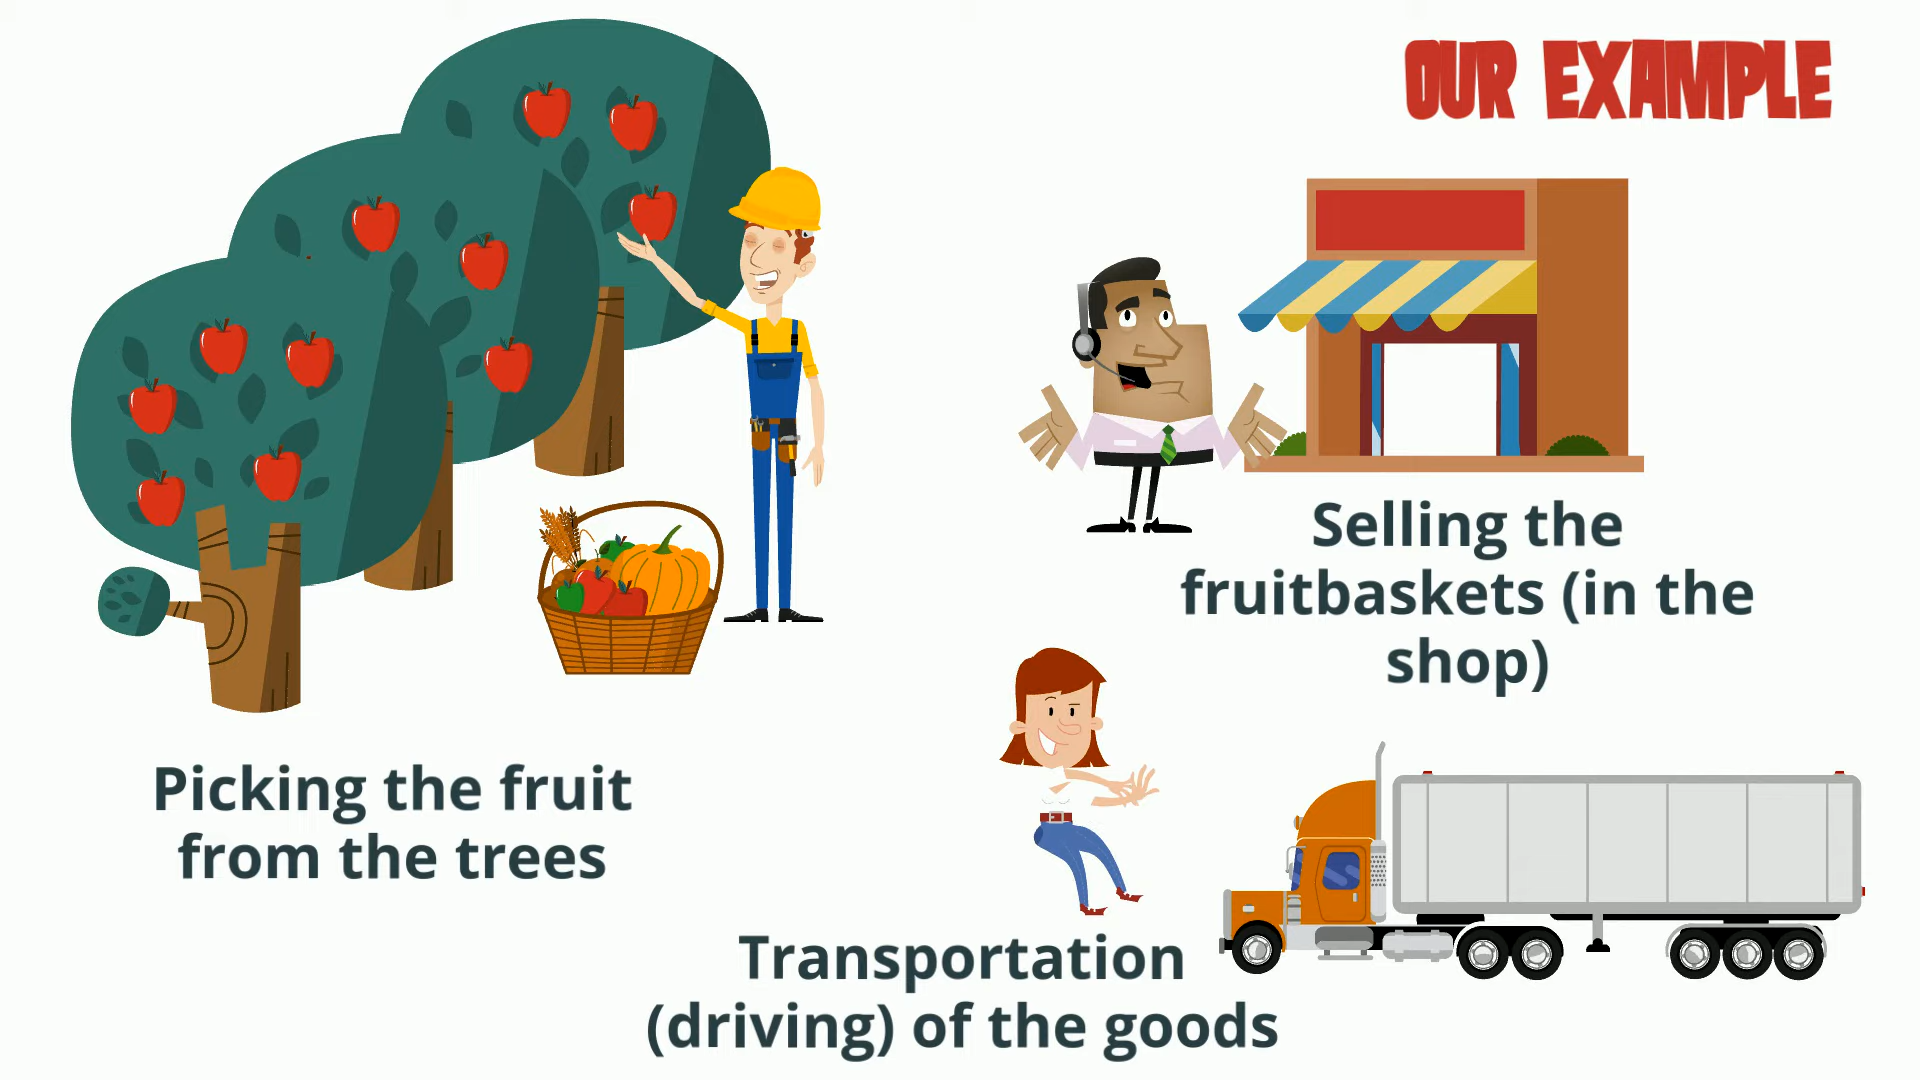 OUR EXAMPLE
Selling the
fruitbaskets (in the
shop)
Picking the fruit
from the trees
Transportation
(driving) of the goods